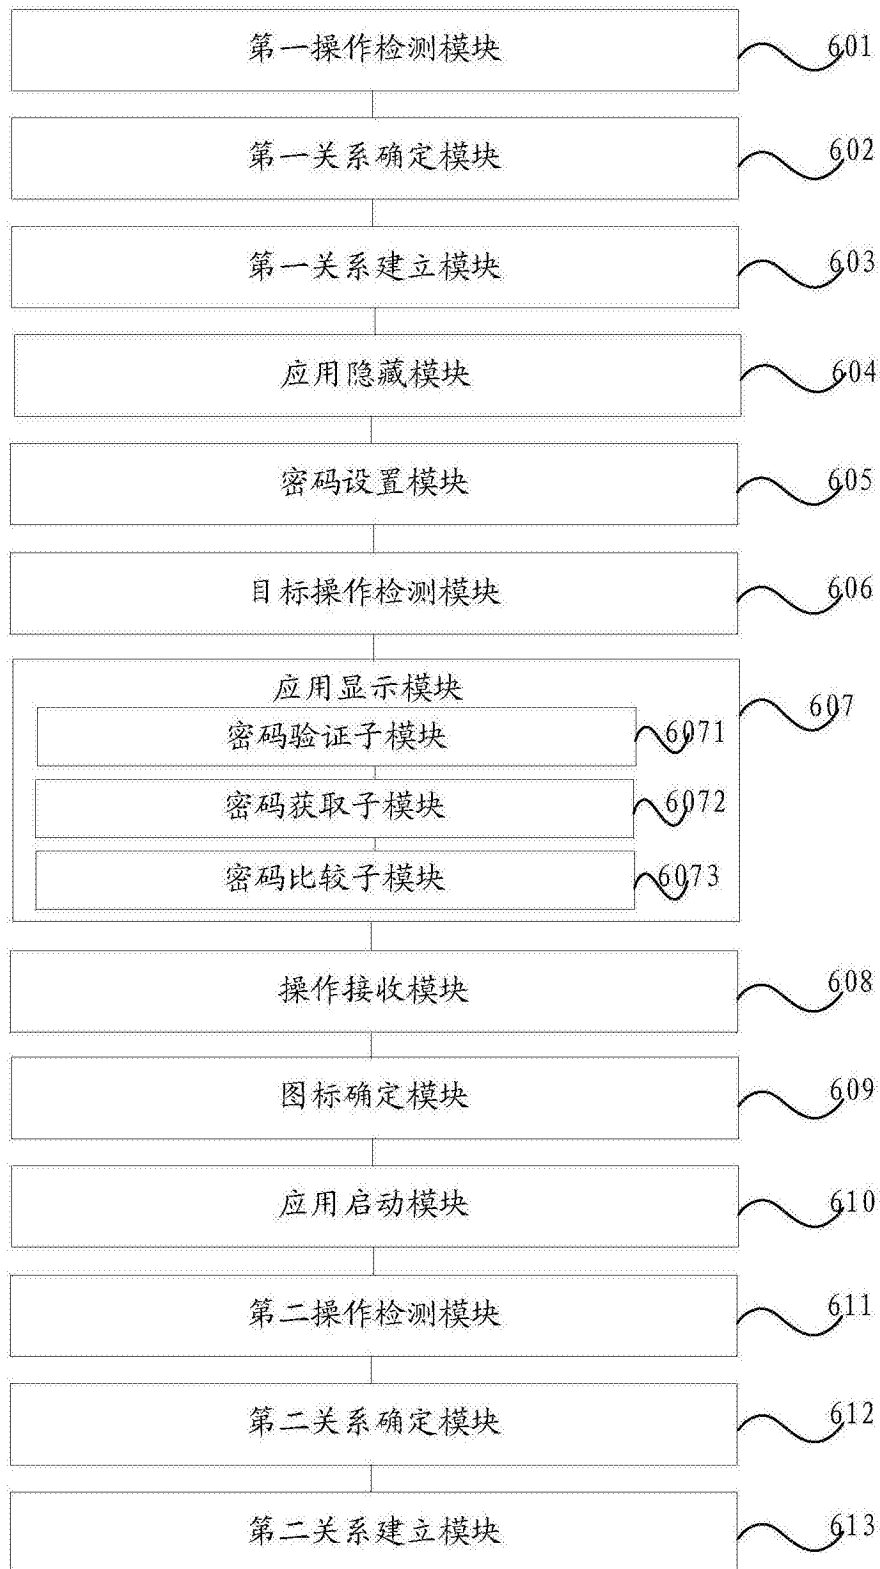 第一操作检测模块 601
第一关系确定模块 602
第一关系建立模块 603
应用隐藏模块 604
密码设置模块 605
目标操作检测模块 606
应用显示模块 607
密码验证子模块 6071
密码获取子模块 6072
密码比较子模块 6073
操作接收模块 608
图标确定模块 609
应用启动模块 610
第二操作检测模块 611
第二关系确定模块 612
第二关系建立模块 613